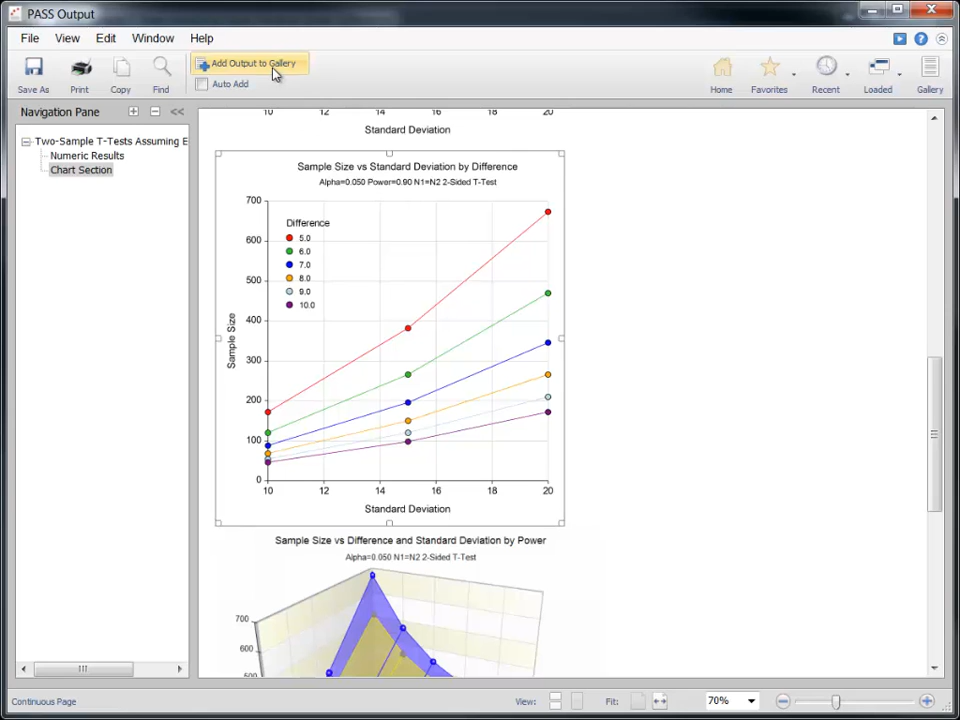 PASS Output
File View Edit Window Help
Save As Print Copy Find
Add Output to Gallery
Auto Add
Home Favorites Recent Loaded Gallery
Navigation Pane
Two-Sample T-Tests Assuming E
Numeric Results
Chart Section
10 12 14 16 18 20
Standard Deviation
Sample Size vs Standard Deviation by Difference
Alpha=0.050 Power=0.90 N1=N2 2-Sided T-Test
700
600
500
400
300
200
100
0
Sample Size
Difference
5.0
6.0
7.0
8.0
9.0
10.0
10 12 14 16 18 20
Standard Deviation
Sample Size vs Difference and Standard Deviation by Power
Alpha=0.050 N1=N2 2-Sided T-Test
700
600
500
Continuous Page
View: Fit: 70%